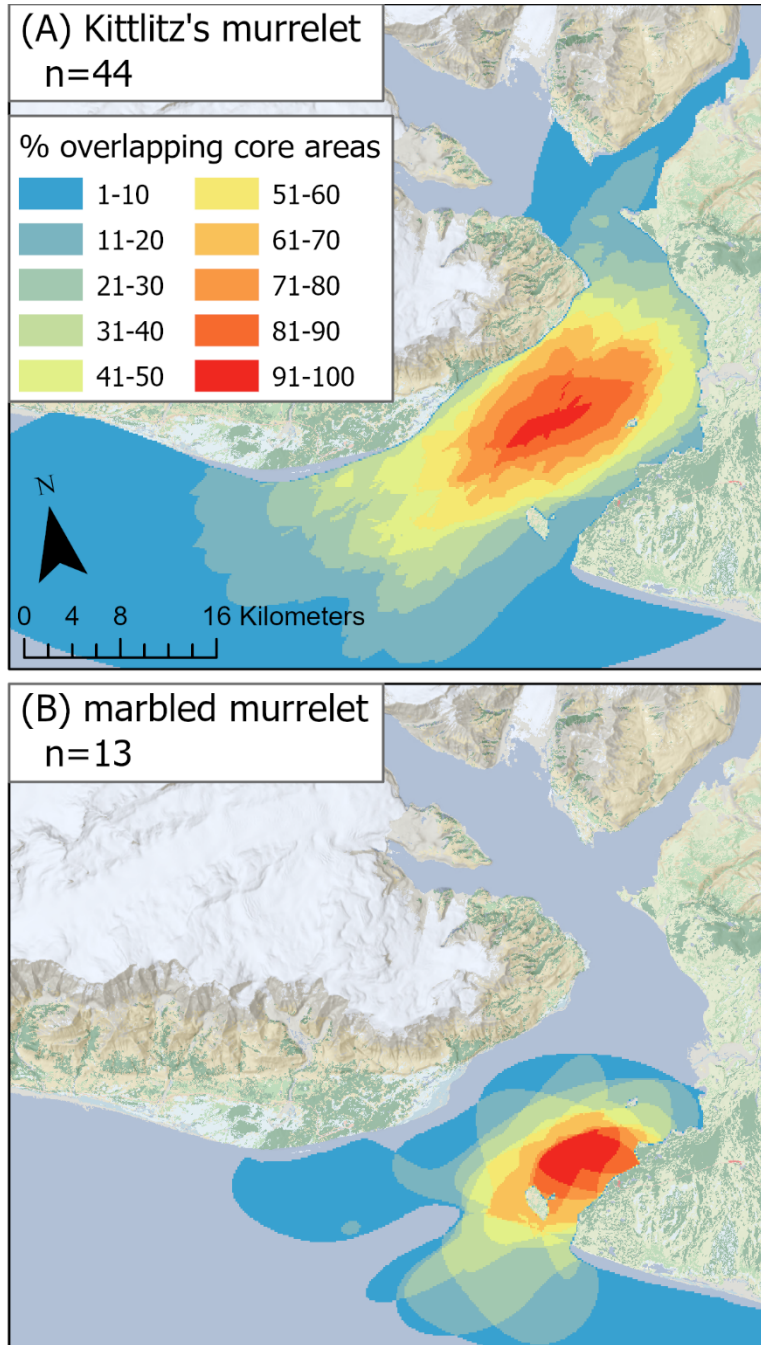 (A) Kittlitz's murrelet
n=44
% overlapping core areas
1-10
51-60
11-20
61-70
21-30
71-80
31-40
81-90
41-50
91-100
N
0 4 8 16 Kilometers
(B) marbled murrelet
n=13